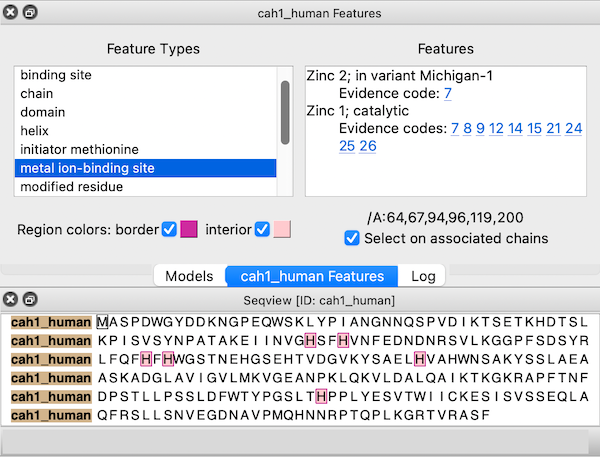 cah1_human Features
Feature Types
Features
binding site
chain
domain
helix
initiator methionine
metal ion-binding site
modified residue
Zinc 2; in variant Michigan-1
Evidence code: 7
Zinc 1; catalytic
Evidence codes: 7 8 9 12 14 15 21 24
25 26
Region colors: border interior
/A:64,67,94,96,119,200
Select on associated chains
Models cah1_human Features Log
Seqview [ID: cah1_human]
cah1_human MASPDWGYDDKNGPEQWSKLYPIANGNNQSPVDIKTSETKHDTSL
cah1_human KPISVSYNPATAKEIINVGHSFHVNFEDNDNRSVLKGGPFSDSYR
cah1_human LFQFHFHWGSTNEHGSEHTVDGVKYSAELHVAHWNSAKYSSLAEA
cah1_human ASKADGLAVIGVLMKVGEANPKLQKVLDALQAIKTKGKRAPFTNF
cah1_human DPSTLLPSSLDFWTYPGSLTHPPLYESVTWIICKESISVSSEQLA
cah1_human QFRSLLSNVEGDNAVPMQHNNRPTQPLKGRTVRASF